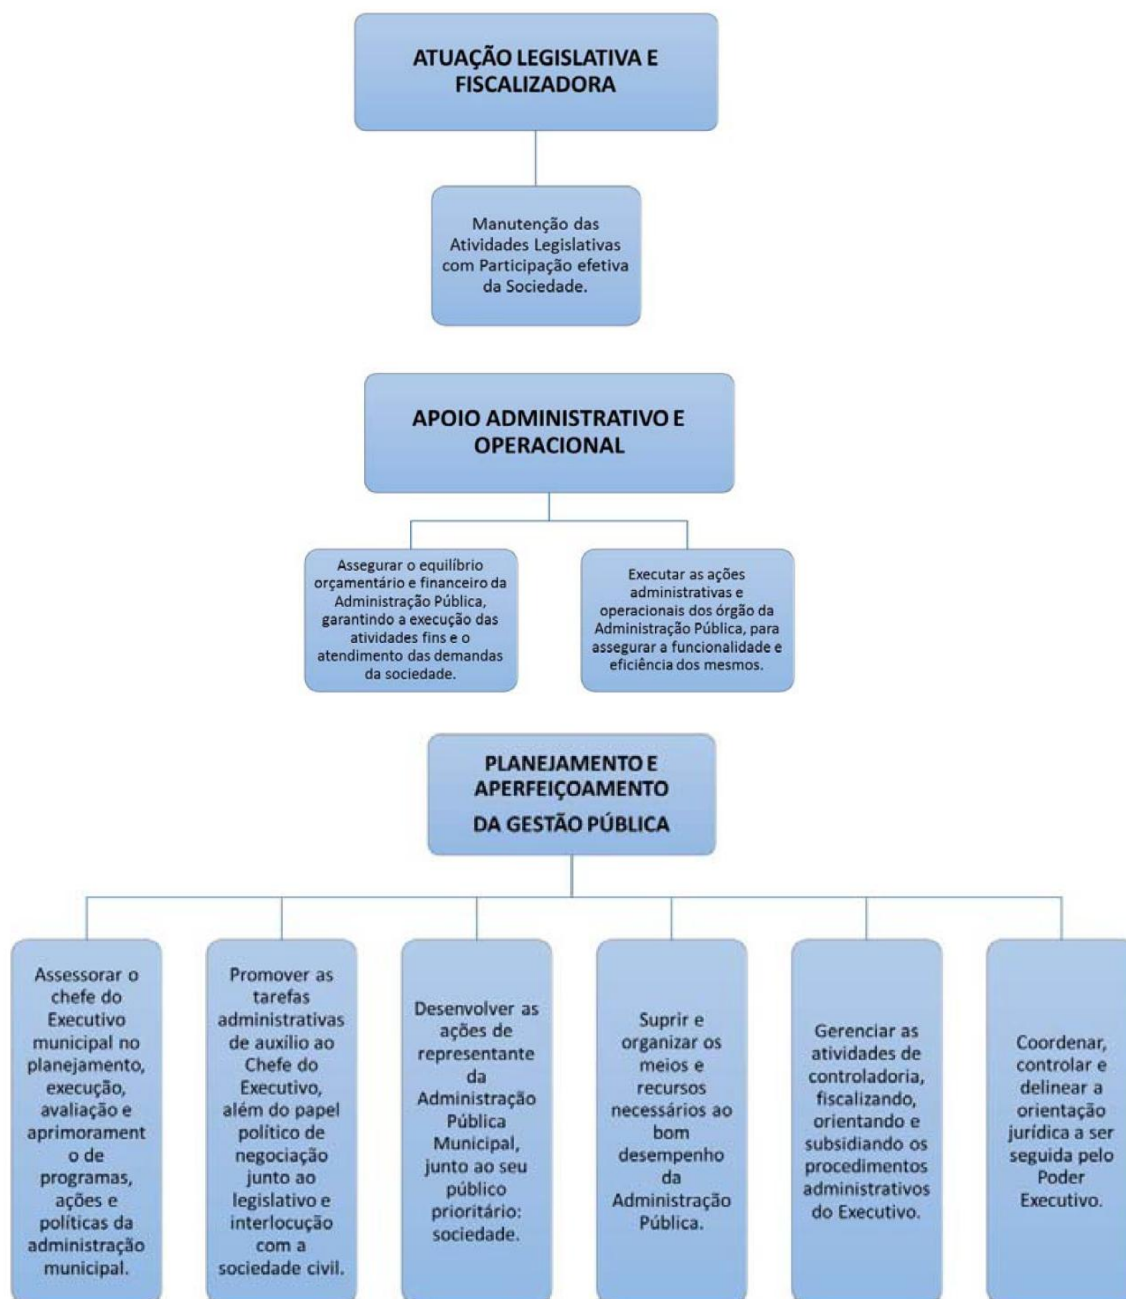 ATUAÇÃO LEGISLATIVA E
FISCALIZADORA
Manutenção das
Atividades Legislativas
com Participação efetiva
da Sociedade.
APOIO ADMINISTRATIVO E
OPERACIONAL
Assegurar o equilíbrio
orçamentário e financeiro da
Administração Pública,
garantindo a execução das
atividades fins e o
atendimento das demandas
da sociedade.
Executar as ações
administrativas e
operacionais dos órgão da
Administração Pública, para
assegurar a funcionalidade e
eficiência dos mesmos.
PLANEJAMENTO E
APERFEIÇOAMENTO
DA GESTÃO PÚBLICA
Assessorar o
chefe do
Executivo
municipal no
planejamento,
execução,
avaliação e
aprimorament
o de
programas,
ações e
políticas da
administração
municipal.
Promover as
tarefas
administrativas
de auxílio ao
Chefe do
Executivo,
além do papel
político de
negociação
junto ao
legislativo e
interlocução
com a
sociedade civil.
Desenvolver as
ações de
representante
da
Administração
Pública
Municipal,
junto ao seu
público
prioritário:
sociedade.
Suprir e
organizar os
meios e
recursos
necessários ao
bom
desempenho
da
Administração
Pública.
Gerenciar as
atividades de
controladoria,
fiscalizando,
orientando e
subsidiando os
procedimentos
administrativos
do Executivo.
Coordenar,
controlar e
delinear a
orientação
jurídica a ser
seguida pelo
Poder
Executivo.